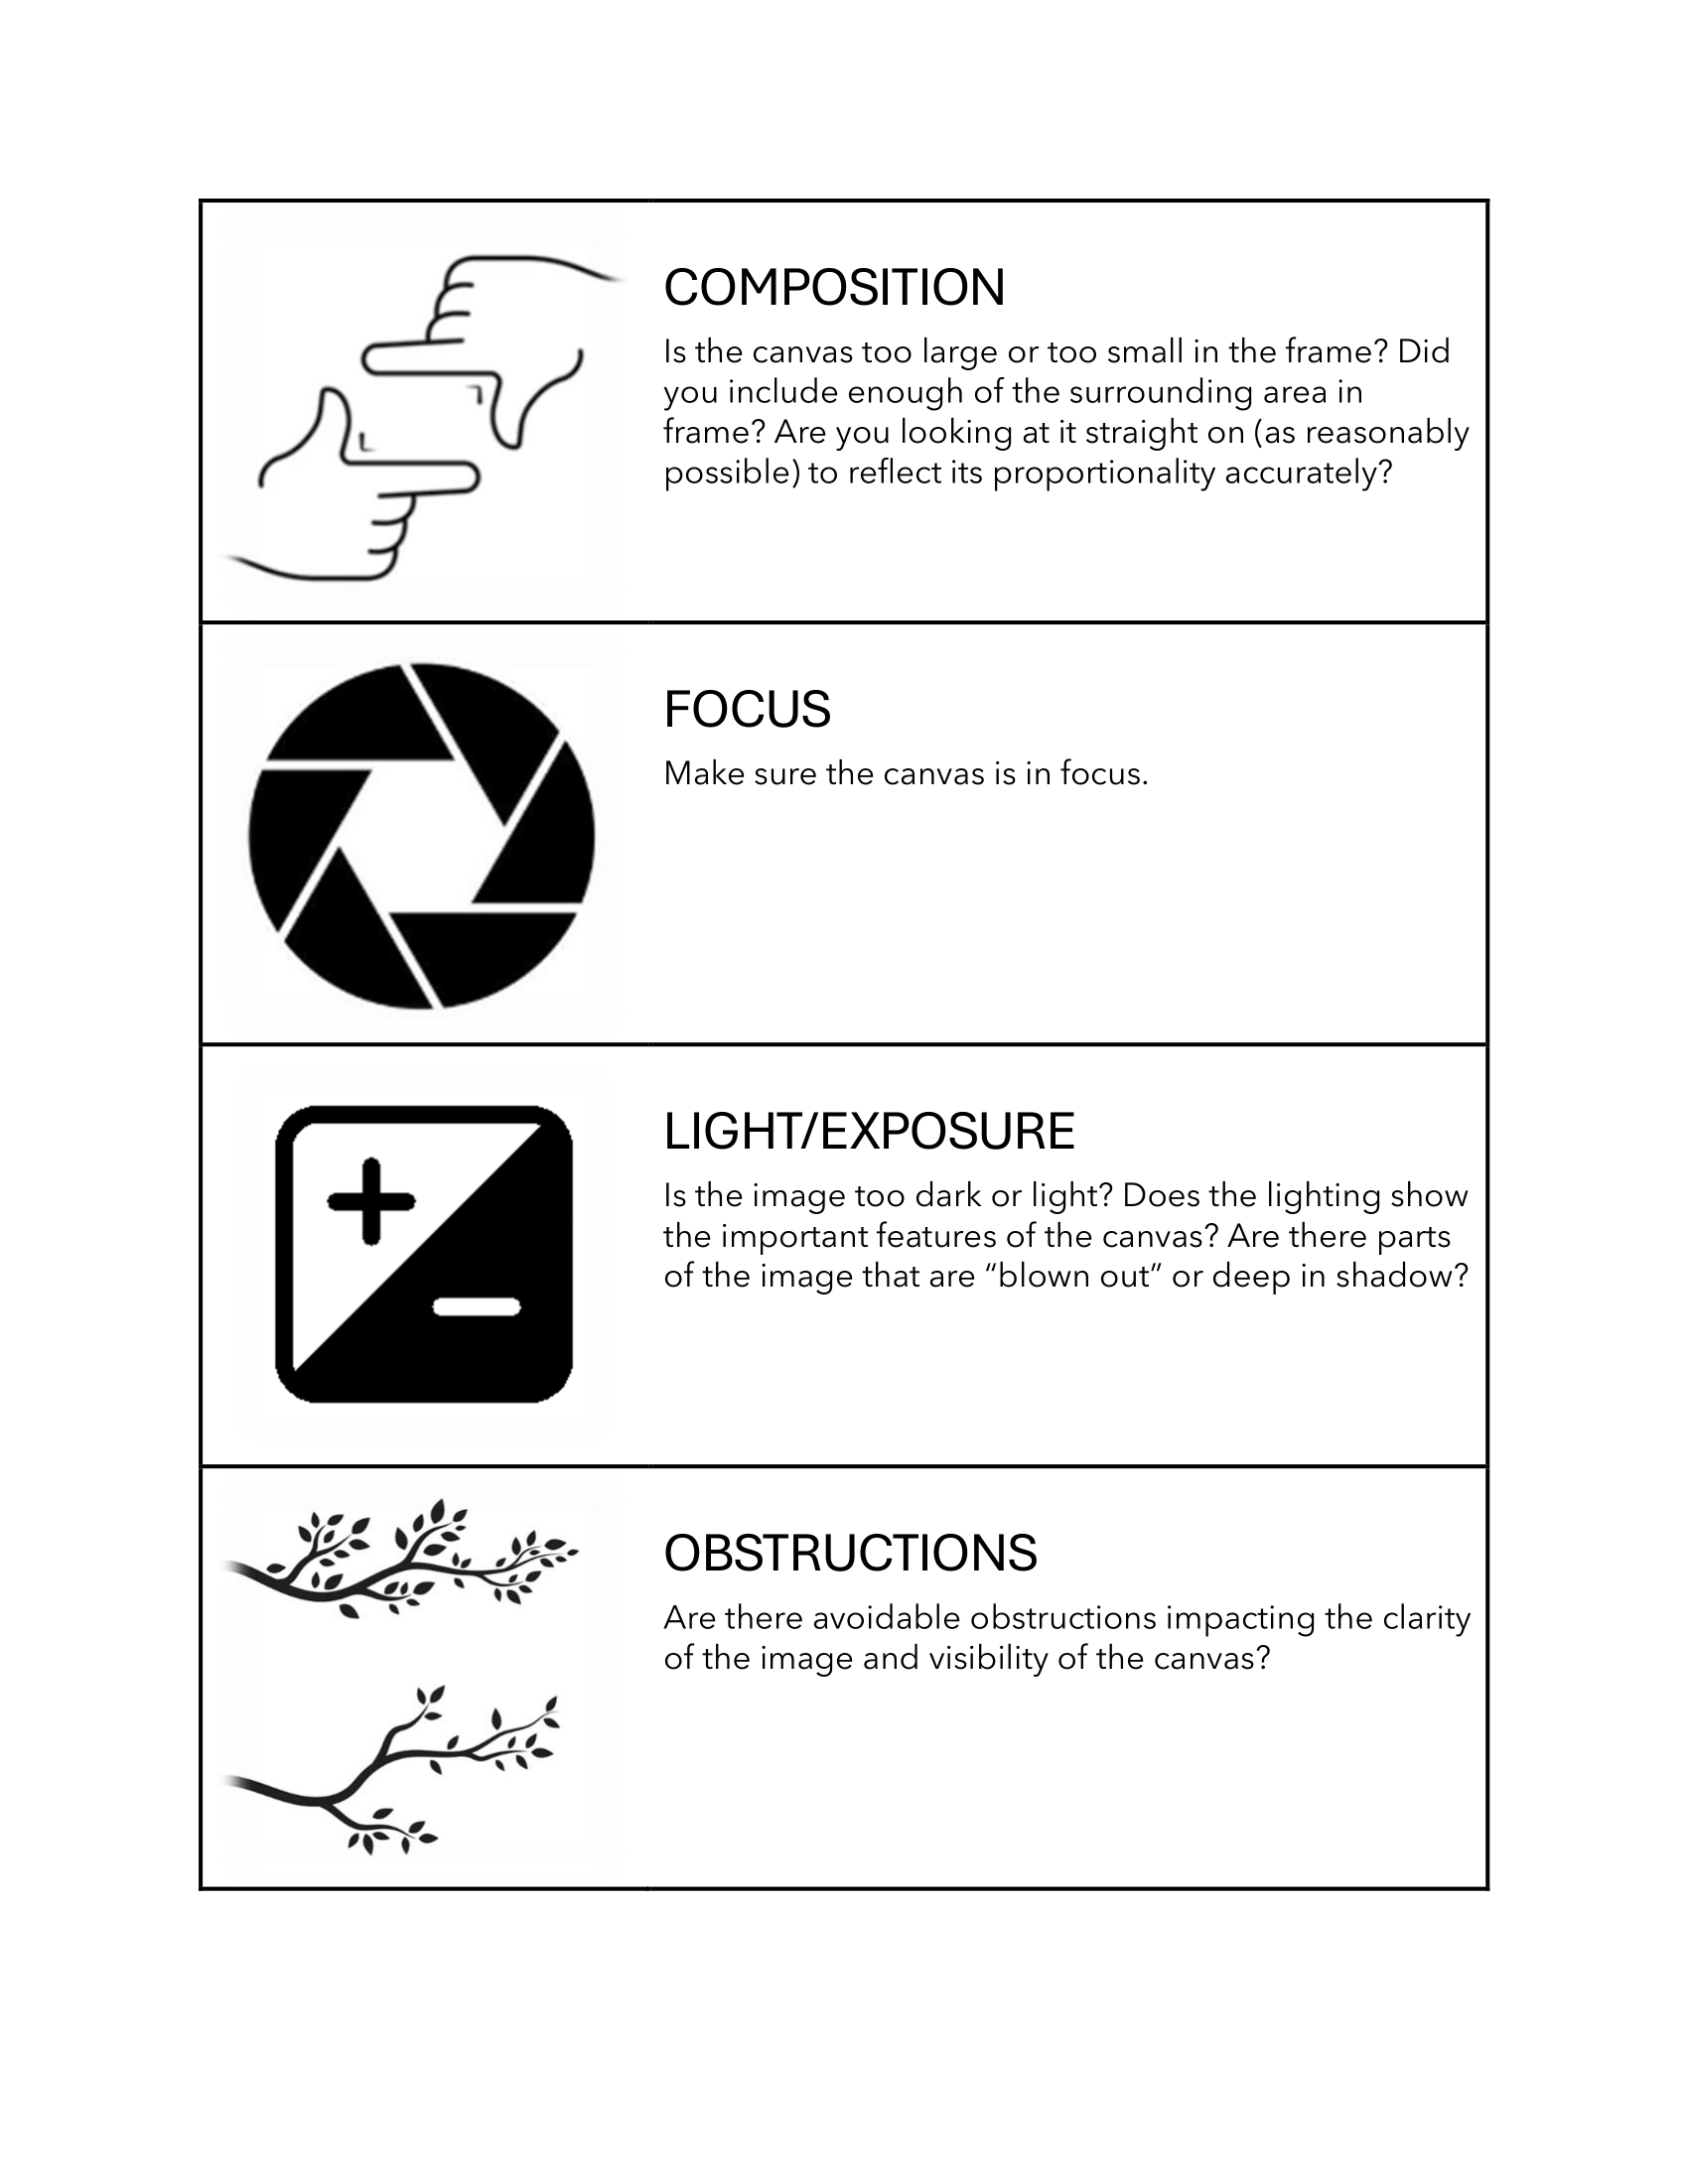 COMPOSITION
Is the canvas too large or too small in the frame? Did
you include enough of the surrounding area in
frame? Are you looking at it straight on (as reasonably
possible) to reflect its proportionality accurately?
FOCUS
Make sure the canvas is in focus.
LIGHT/EXPOSURE
Is the image too dark or light? Does the lighting show
the important features of the canvas? Are there parts
of the image that are “blown out” or deep in shadow?
OBSTRUCTIONS
Are there avoidable obstructions impacting the clarity
of the image and visibility of the canvas?